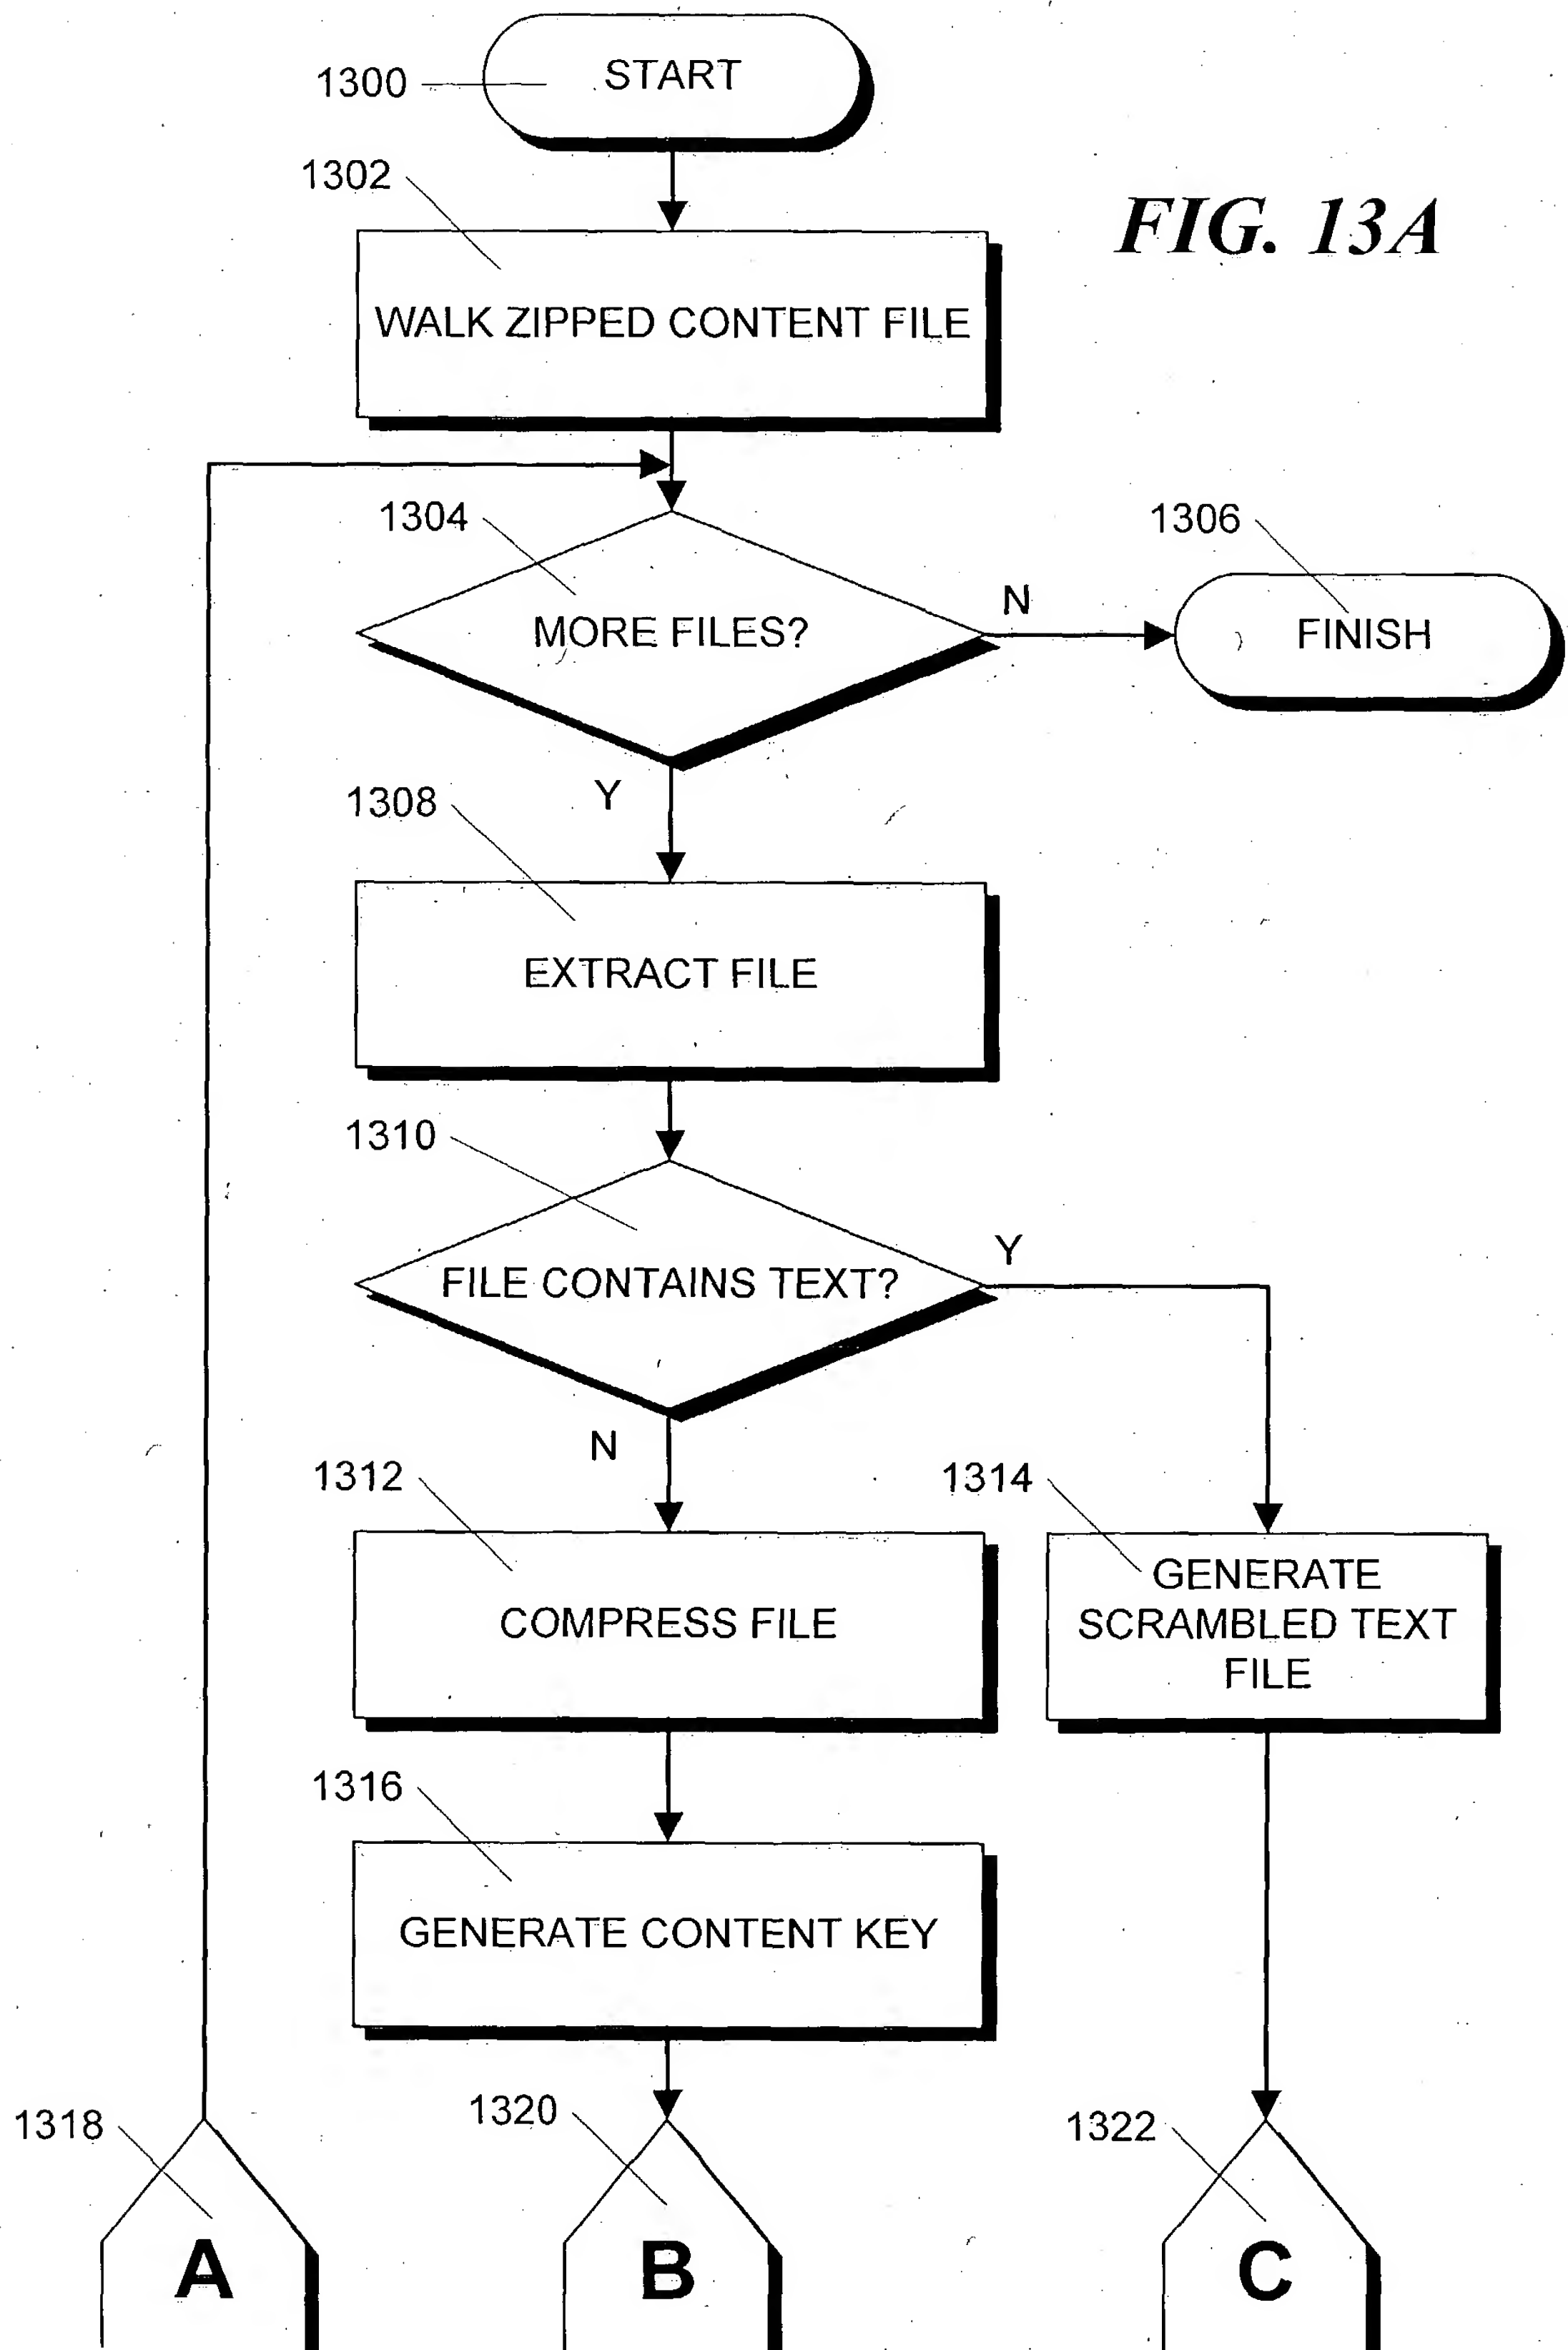 START
1300
1302
FIG. 13A
WALK ZIPPED CONTENT FILE
1304
1306
N
MORE FILES?
FINISH
Y
1308
EXTRACT FILE
1310
Y
FILE CONTAINS TEXT?
N
1312
1314
GENERATE
SCRAMBLED TEXT
FILE
COMPRESS FILE
1316
GENERATE CONTENT KEY
1318
1320
1322
A
B
C